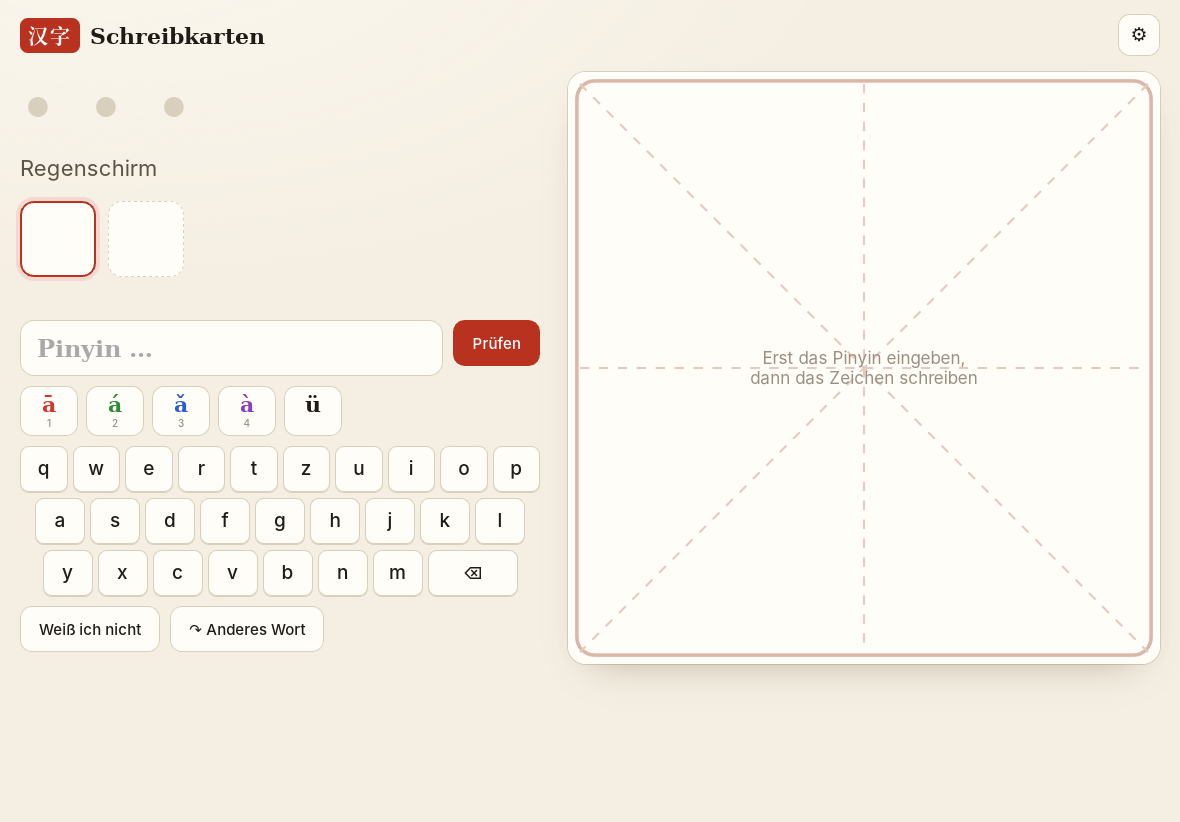 汉字 Schreibkarten
⚙
Regenschirm
Pinyin ...
Prüfen
ā á ǎ à ü
1 2 3 4
q w e r t z u i o p
a s d f g h j k l
y x c v b n m ⌫
Weiß ich nicht
↷ Anderes Wort
Erst das Pinyin eingeben,
dann das Zeichen schreiben